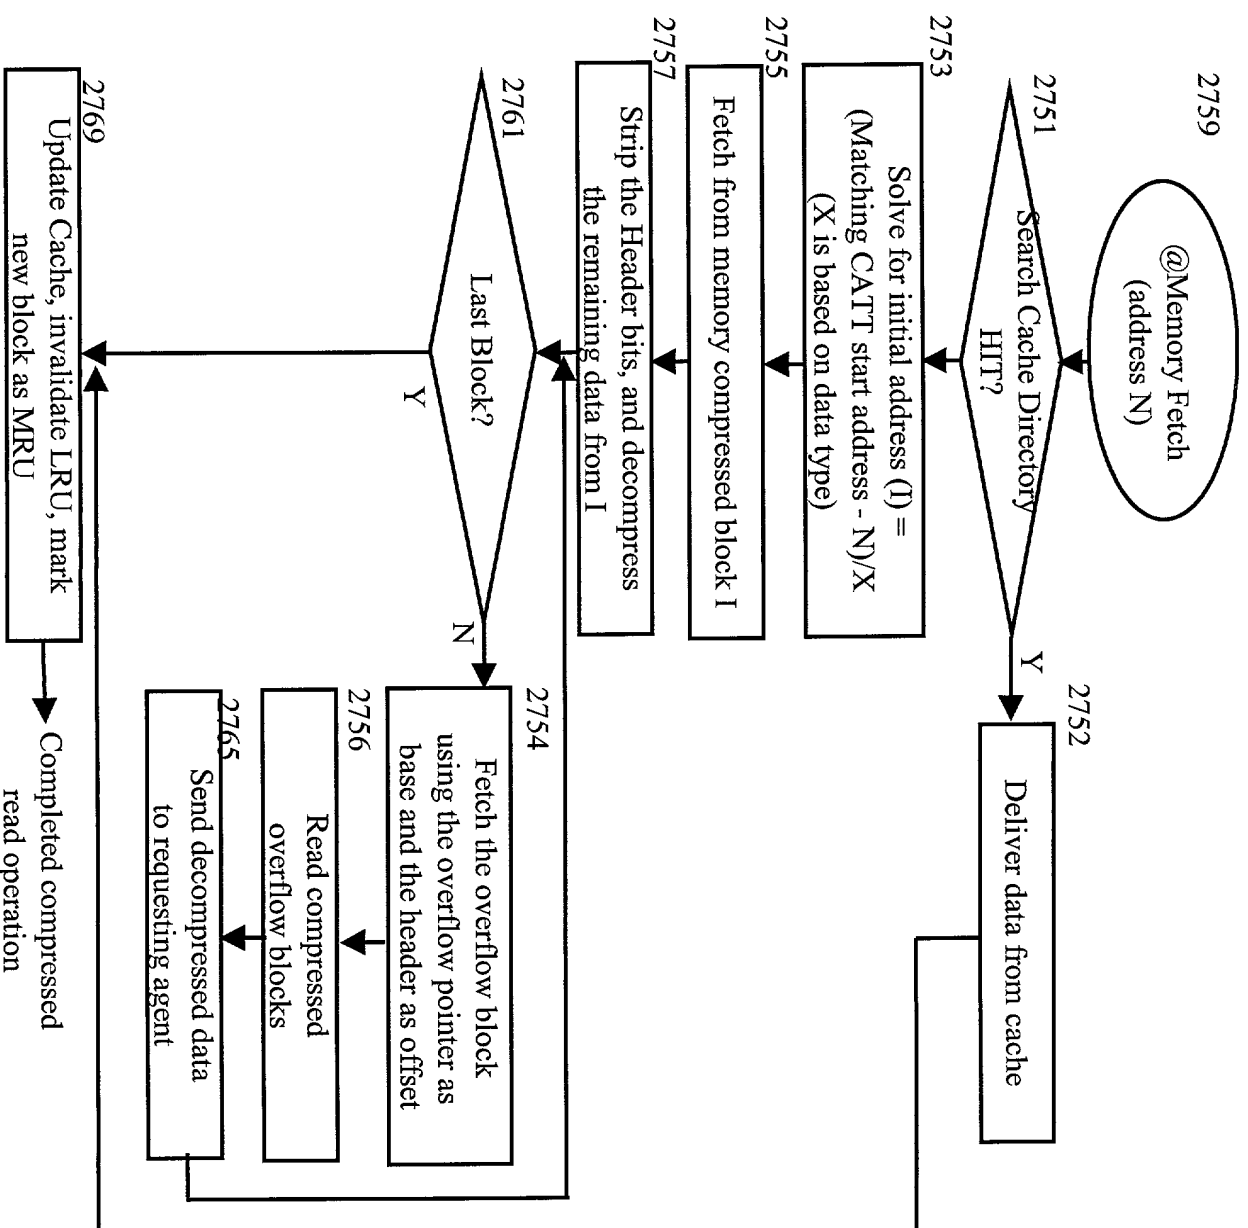 2759
@Memory Fetch
(address N)
2751
Search Cache Directory
HIT?
Y
2752
Deliver data from cache
2753
Solve for initial address (I) =
(Matching CATT start address - N)/X
(X is based on data type)
2755
Fetch from memory compressed block I
2757
Strip the Header bits, and decompress
the remaining data from I
2761
Last Block?
N
Y
2754
Fetch the overflow block
using the overflow pointer as
base and the header as offset
2756
Read compressed
overflow blocks
2765
Send decompressed data
to requesting agent
2769
Update Cache, invalidate LRU, mark
new block as MRU
Completed compressed
read operation